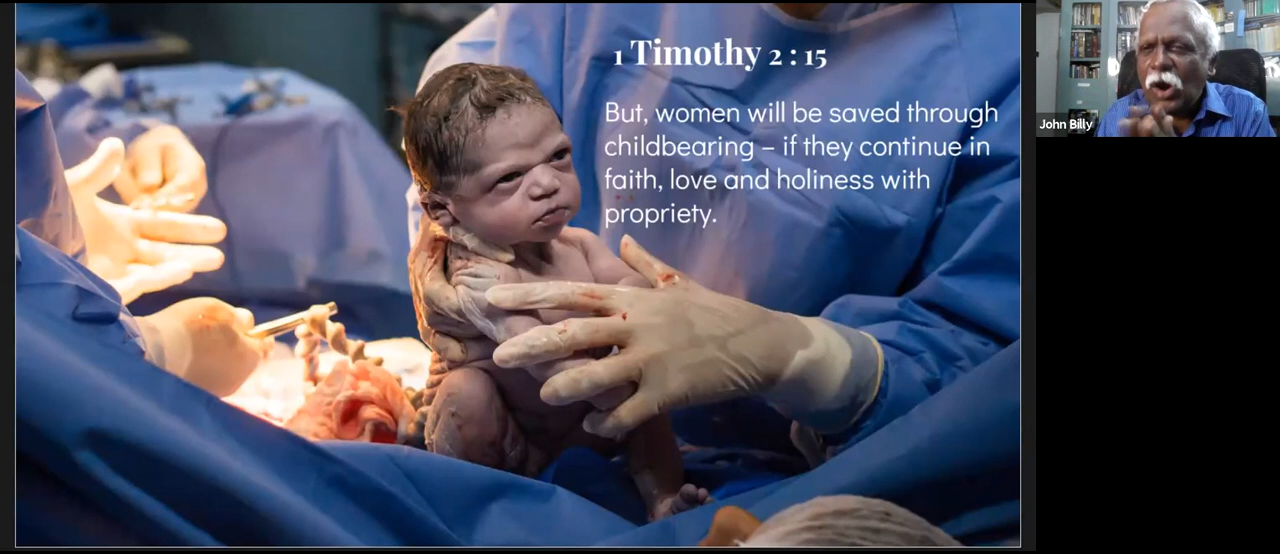 1 Timothy 2 : 15
But, women will be saved through
childbearing – if they continue in
faith, love and holiness with
propriety.
John Billy